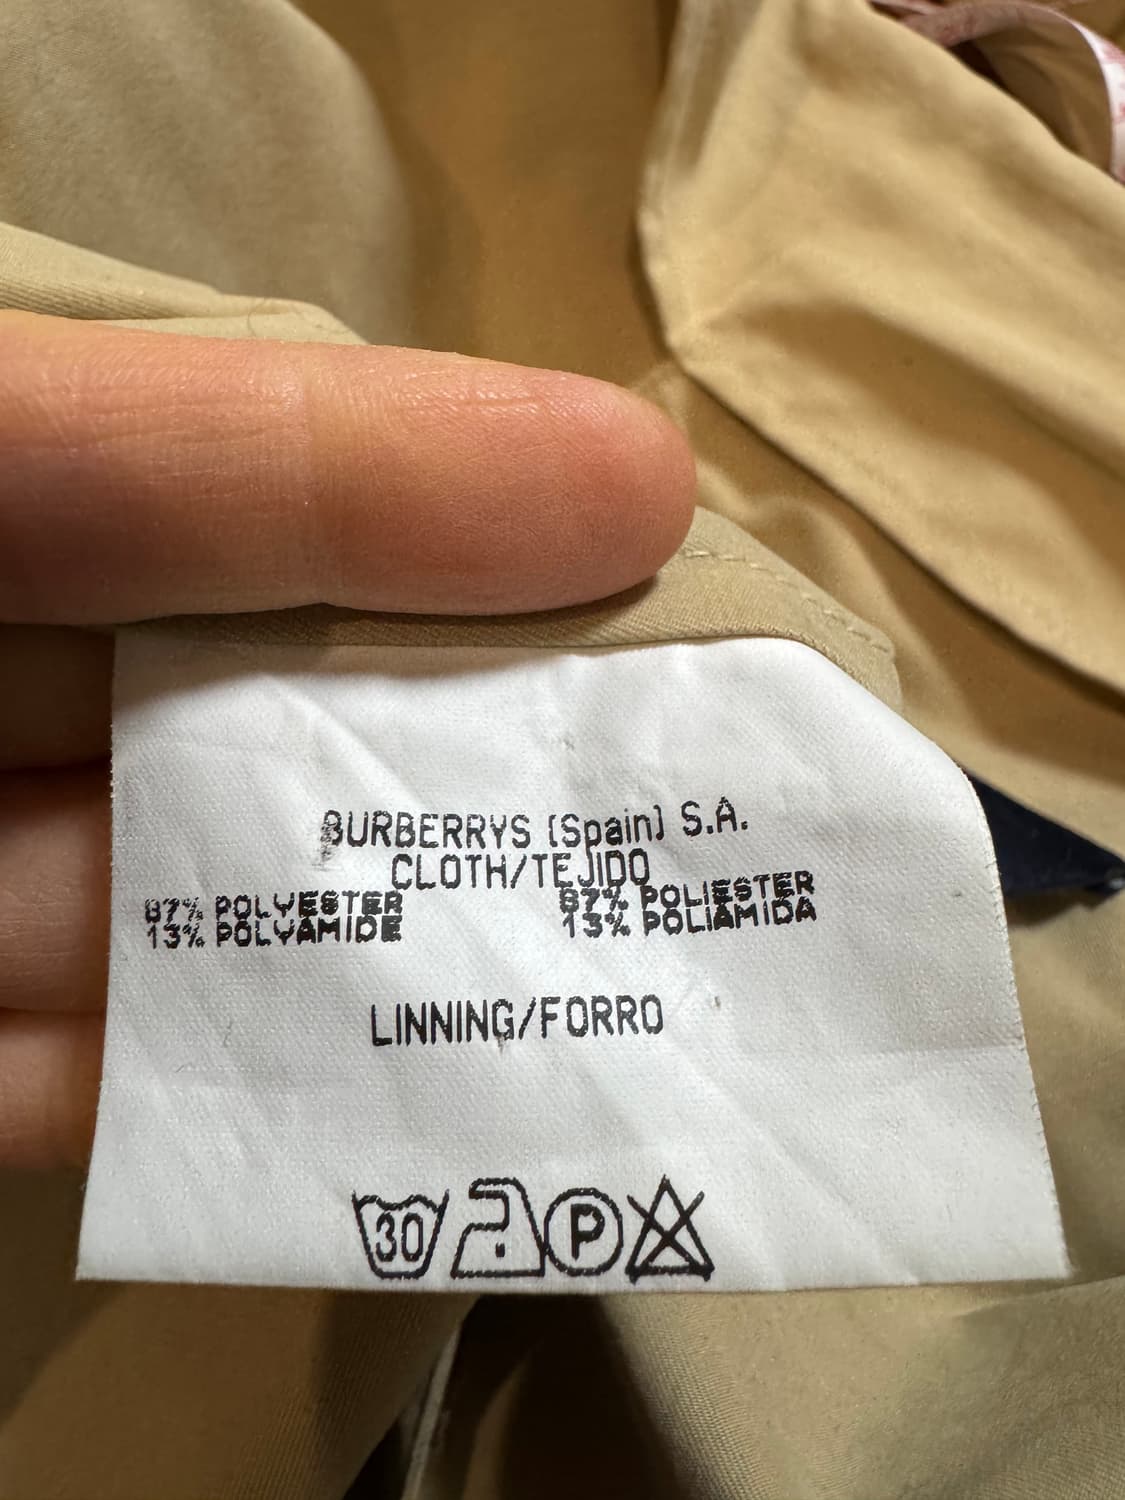 BURBERRYS (Spain) S.A.
CLOTH/TEJIDO
87% POLYESTER 87% POLIESTER
13% POLYAMIDE 13% POLIAMIDA
LINNING/FORRO
30 P